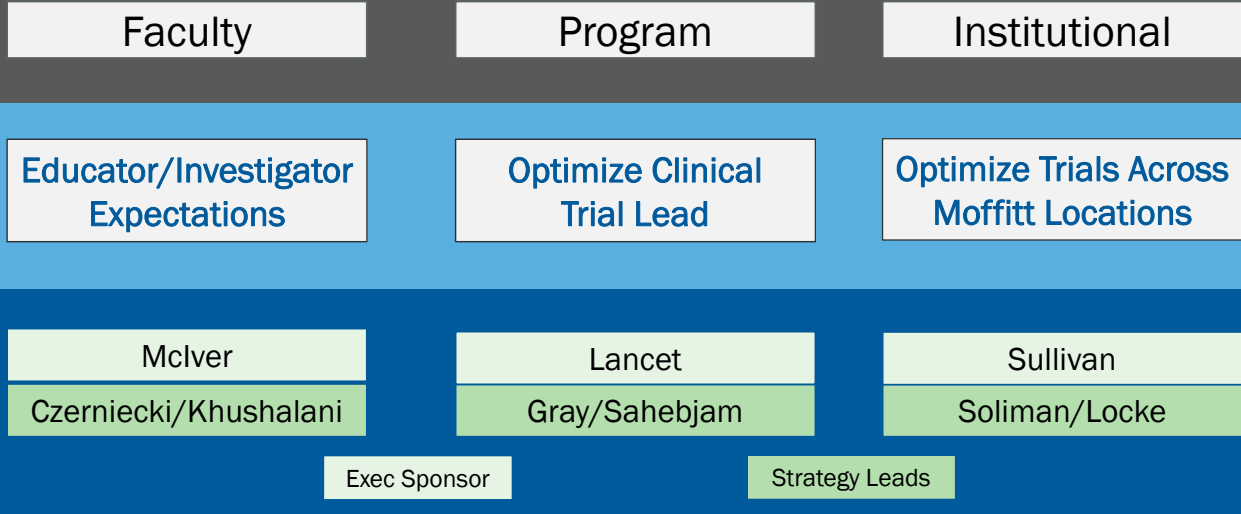 Faculty
Program
Institutional
Educator/Investigator
Expectations
Optimize Clinical
Trial Lead
Optimize Trials Across
Moffitt Locations
McIver
Lancet
Sullivan
Czerniecki/Khushalani
Gray/Sahebjam
Soliman/Locke
Exec Sponsor
Strategy Leads